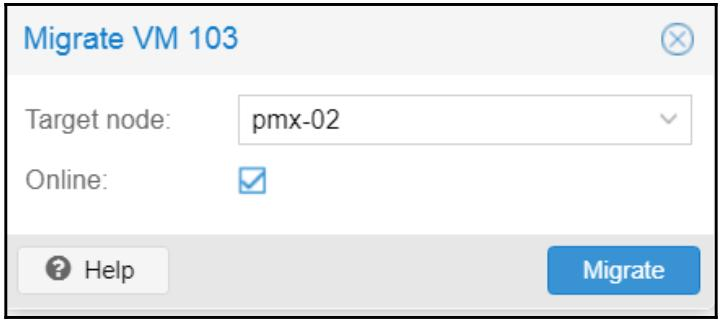 Migrate VM 103
Target node: pmx-02
Online:
Help Migrate